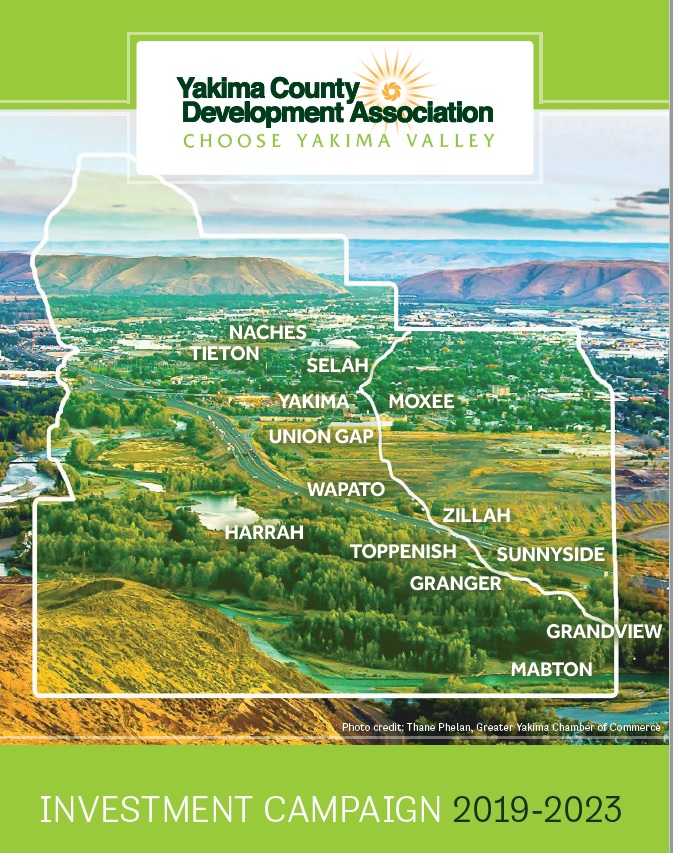 Yakima County
Development Association
CHOOSE YAKIMA VALLEY
NACHES
TIETON
SELAH
YAKIMA
MOXEE
UNION GAP
WAPATO
ZILLAH
HARRAH
TOPPENISH
SUNNYSIDE
GRANGER
GRANDVIEW
MABTON
Photo credit: Thane Phelan, Greater Yakima Chamber of Commerce
INVESTMENT CAMPAIGN 2019-2023